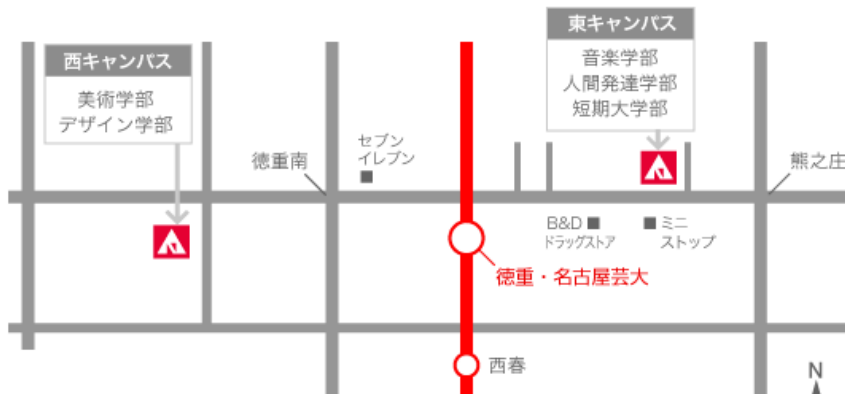 西キャンパス
美術学部
デザイン学部
東キャンパス
音楽学部
人間発達学部
短期大学部
徳重南
セブン
イレブン
熊之庄
B&D
ドラッグストア
ミニ
ストップ
徳重・名古屋芸大
西春
N